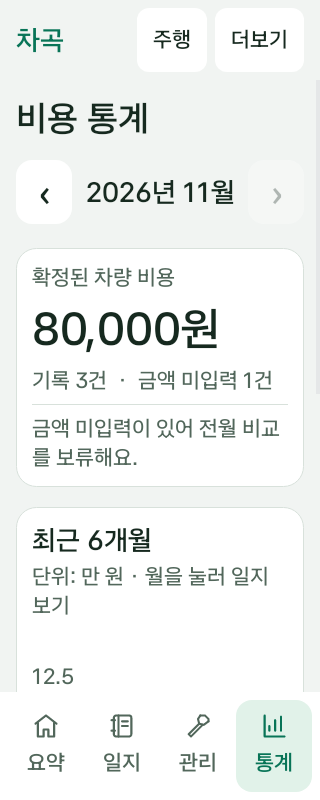 차곡
주행
더보기
비용 통계
‹ 2026년 11월 ›
확정된 차량 비용
80,000원
기록 3건 · 금액 미입력 1건
금액 미입력이 있어 전월 비교
를 보류해요.
최근 6개월
단위: 만 원 · 월을 눌러 일지
보기
12.5
요약
일지
관리
통계